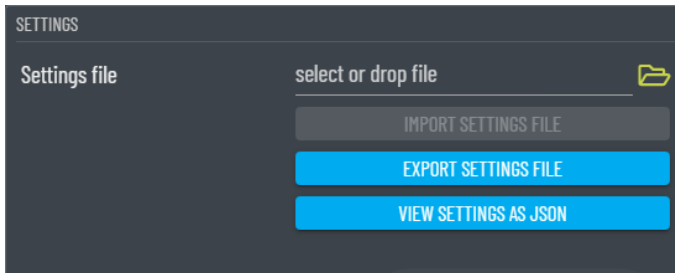 SETTINGS
Settings file
select or drop file
IMPORT SETTINGS FILE
EXPORT SETTINGS FILE
VIEW SETTINGS AS JSON